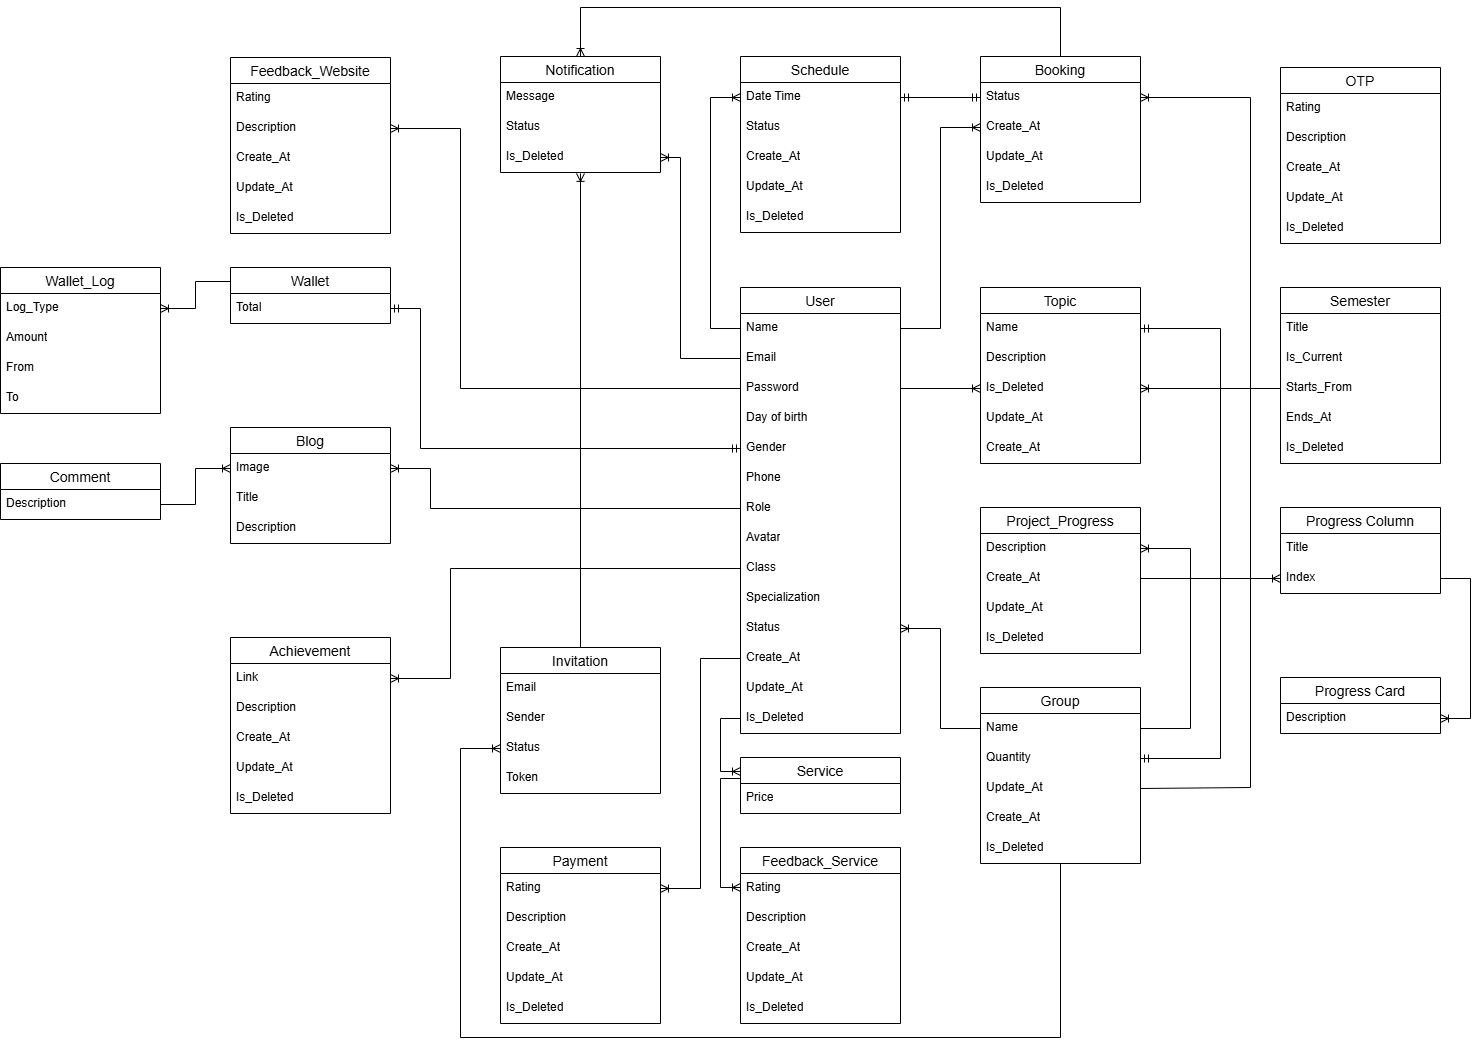 Feedback_Website
Rating
Description
Create_At
Update_At
Is_Deleted
Notification
Message
Status
Is_Deleted
Schedule
Date Time
Status
Create_At
Update_At
Is_Deleted
Booking
Status
Create_At
Update_At
Is_Deleted
OTP
Rating
Description
Create_At
Update_At
Is_Deleted
Wallet_Log
Log_Type
Amount
From
To
Wallet
Total
User
Name
Email
Password
Day of birth
Gender
Phone
Role
Avatar
Class
Specialization
Status
Create_At
Update_At
Is_Deleted
Topic
Name
Description
Is_Deleted
Update_At
Create_At
Semester
Title
Is_Current
Starts_From
Ends_At
Is_Deleted
Comment
Description
Blog
Image
Title
Description
Project_Progress
Description
Create_At
Update_At
Is_Deleted
Progress Column
Title
Index
Achievement
Link
Description
Create_At
Update_At
Is_Deleted
Invitation
Email
Sender
Status
Token
Group
Name
Quantity
Update_At
Create_At
Is_Deleted
Progress Card
Description
Service
Price
Payment
Rating
Description
Create_At
Update_At
Is_Deleted
Feedback_Service
Rating
Description
Create_At
Update_At
Is_Deleted